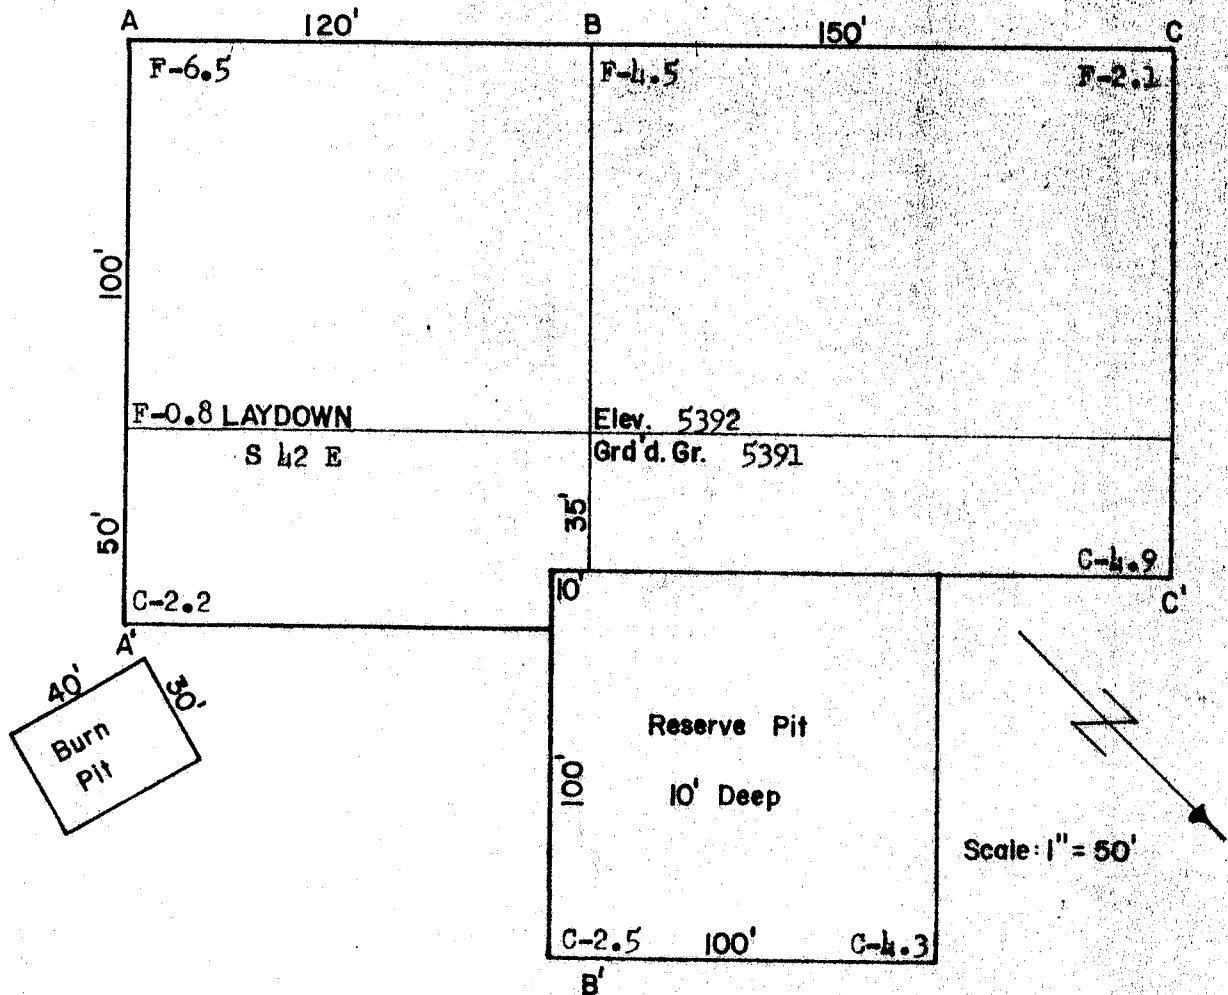 A 120' B 150' C
F-6.5 F-4.5 F-2.1
100'
F-0.8 LAYDOWN Elev. 5392
S 42 E Grd'd. Gr. 5391
50' 35'
C-2.2 10' C-4.9
A' C'
40' 30'
Burn
Pit
Reserve Pit
100' 10' Deep
Scale: 1" = 50'
C-2.5 100' C-4.3
B'